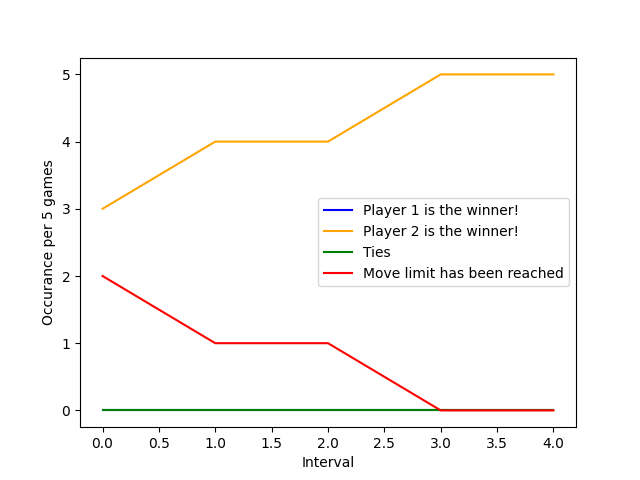 5
4
3
2
1
0
Occurance per 5 games
Player 1 is the winner!
Player 2 is the winner!
Ties
Move limit has been reached
0.0 0.5 1.0 1.5 2.0 2.5 3.0 3.5 4.0
Interval